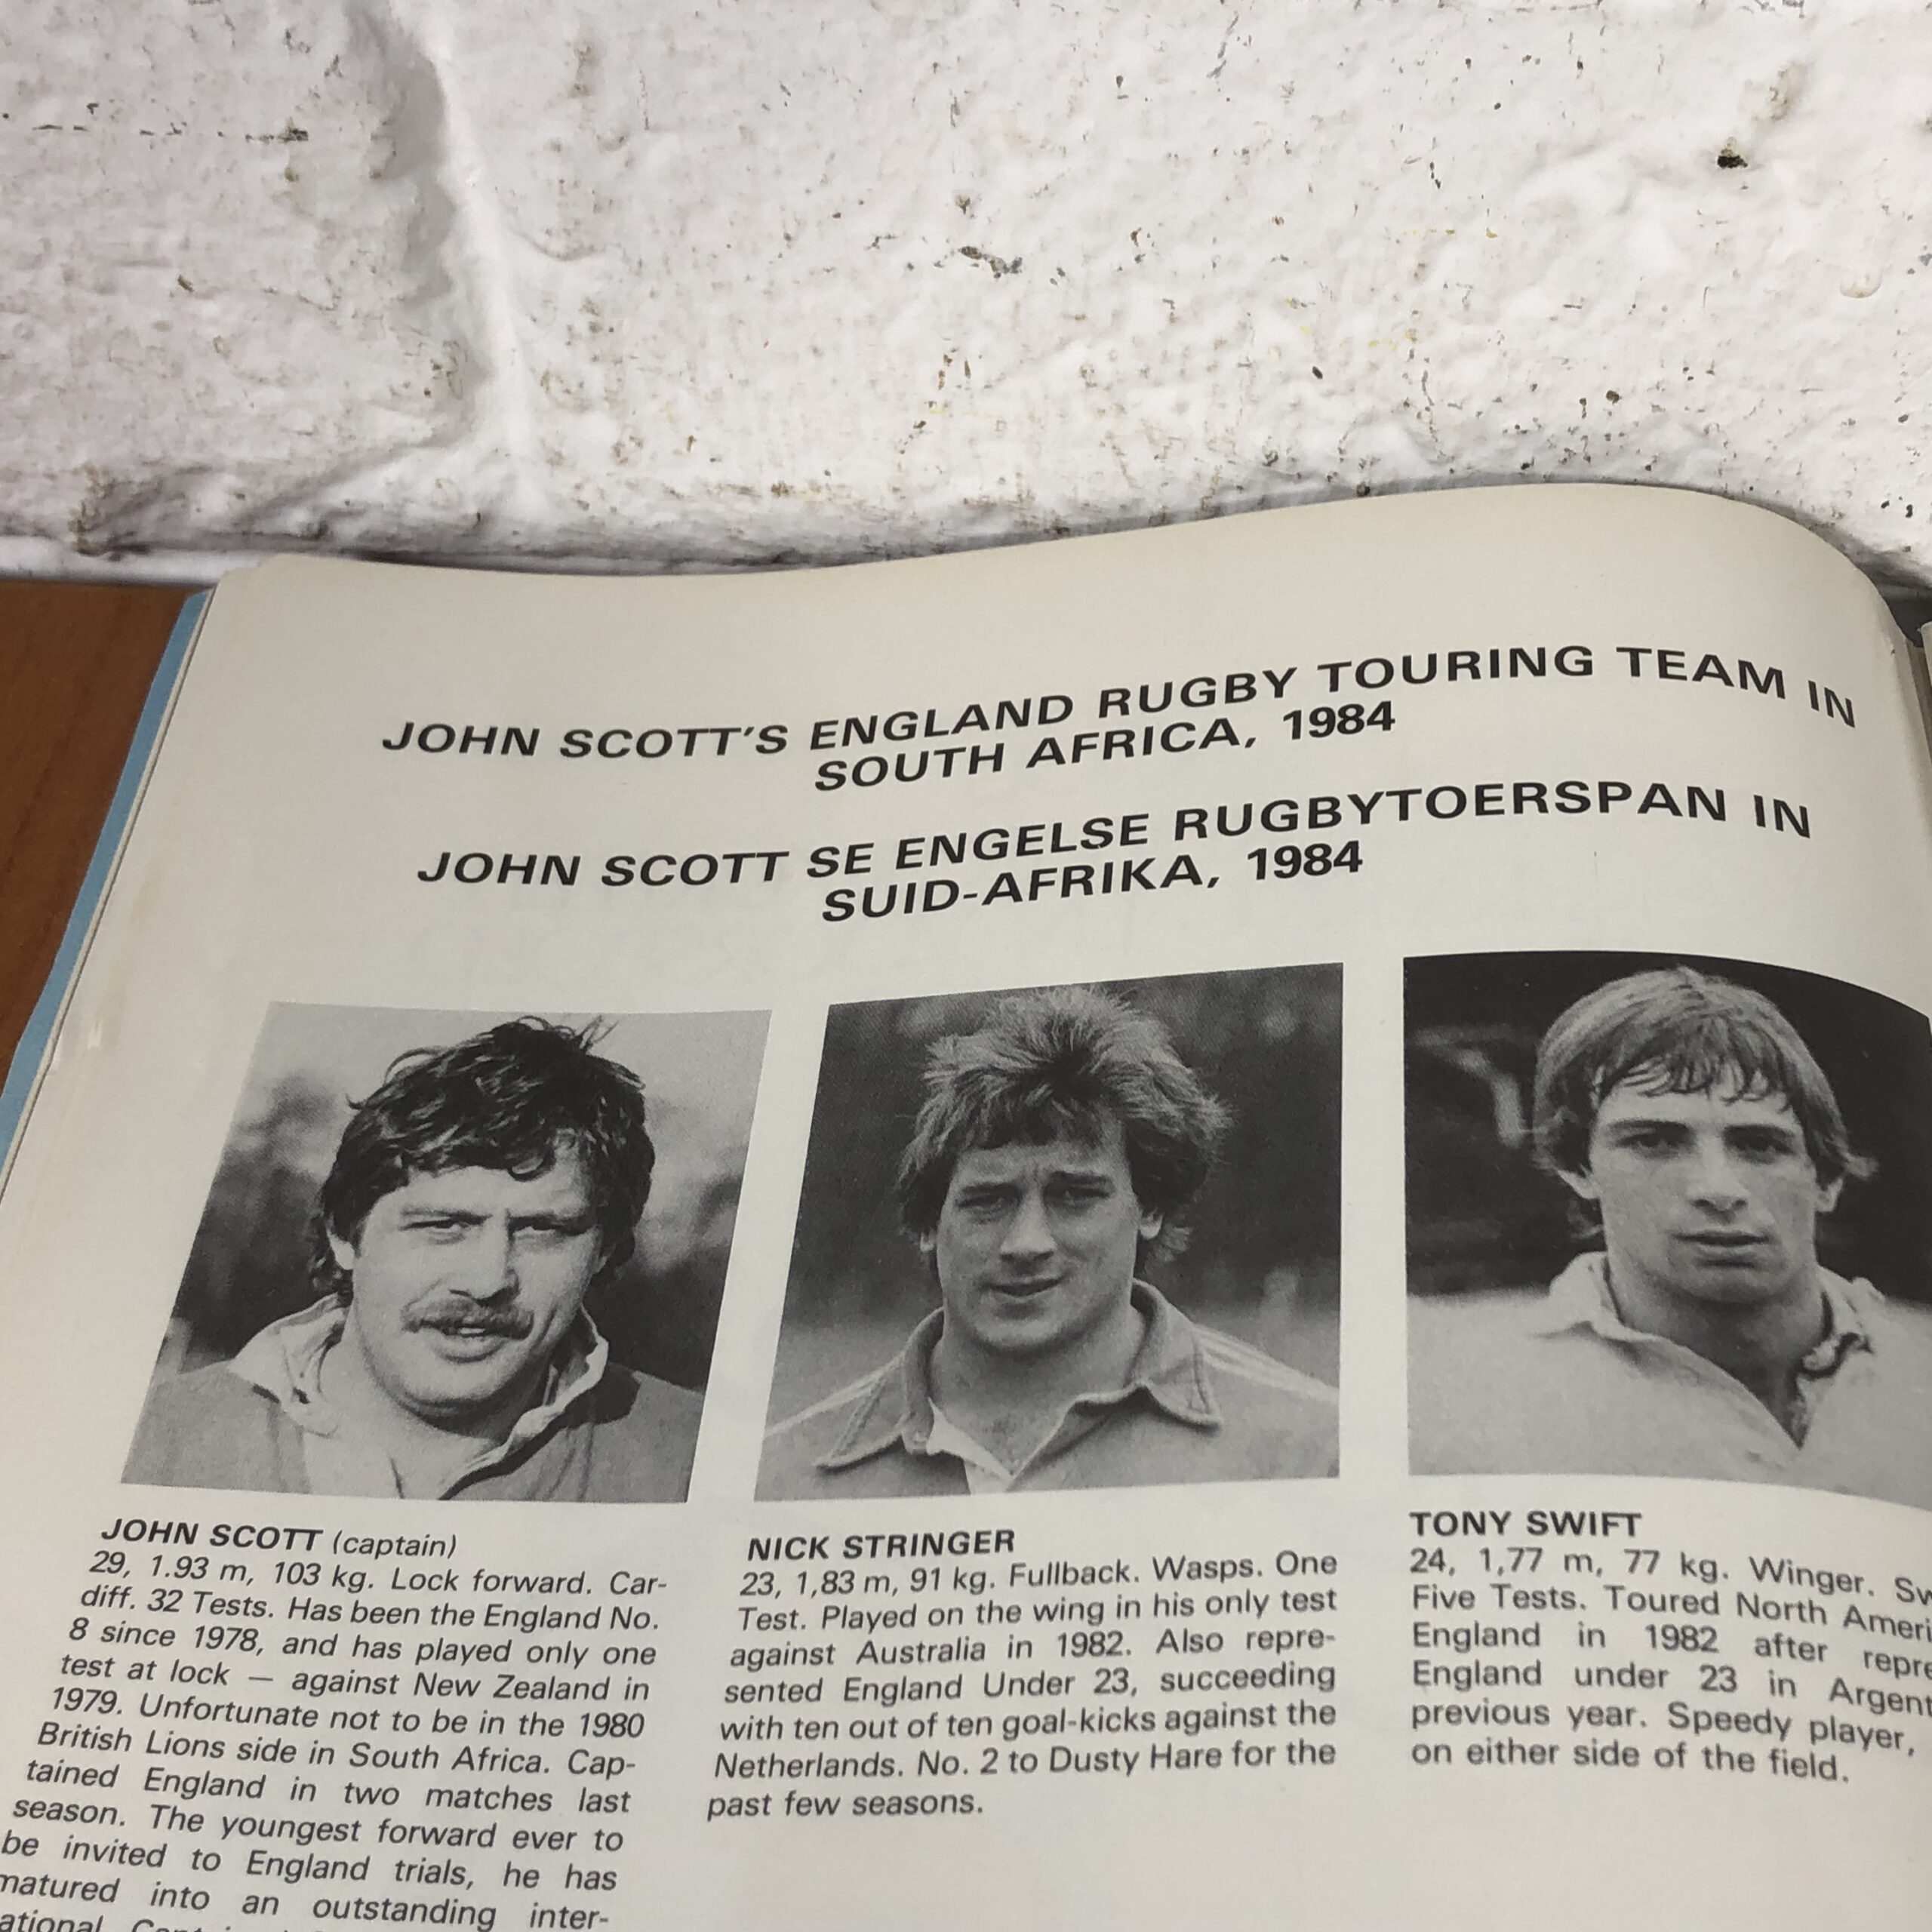 JOHN SCOTT'S ENGLAND RUGBY TOURING TEAM IN
SOUTH AFRICA, 1984
JOHN SCOTT SE ENGELSE RUGBYTOERSPAN IN
SUID-AFRIKA, 1984
JOHN SCOTT (captain)
29, 1.93 m, 103 kg. Lock forward. Car-
diff. 32 Tests. Has been the England No.
8 since 1978, and has played only one
test at lock — against New Zealand in
1979. Unfortunate not to be in the 1980
British Lions side in South Africa. Cap-
tained England in two matches last
season. The youngest forward ever to
be invited to England trials, he has
matured into an outstanding inter-
NICK STRINGER
23, 1,83 m, 91 kg. Fullback. Wasps. One
Test. Played on the wing in his only test
against Australia in 1982. Also repre-
sented England Under 23, succeeding
with ten out of ten goal-kicks against the
Netherlands. No. 2 to Dusty Hare for the
past few seasons.
TONY SWIFT
24, 1,77 m, 77 kg. Winger.
Five Tests. Toured North
England in 1982 after
England under 23 in
previous year. Speedy player,
on either side of the field.